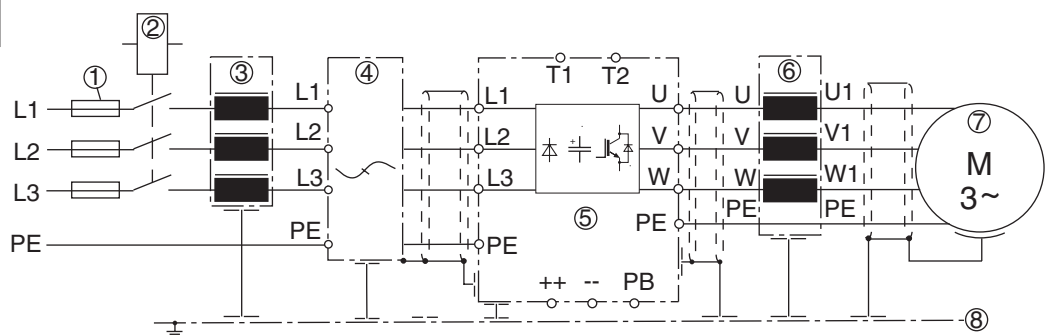 ②
① ③ ④ T1 T2 ⑥
L1 L1 L1 U U U1 ⑦
L2 L2 L2 V V V1 M
L3 L3 L3 W W W1 3~
PE PE PE ⑤ PE PE PE
++ -- PB
⑧